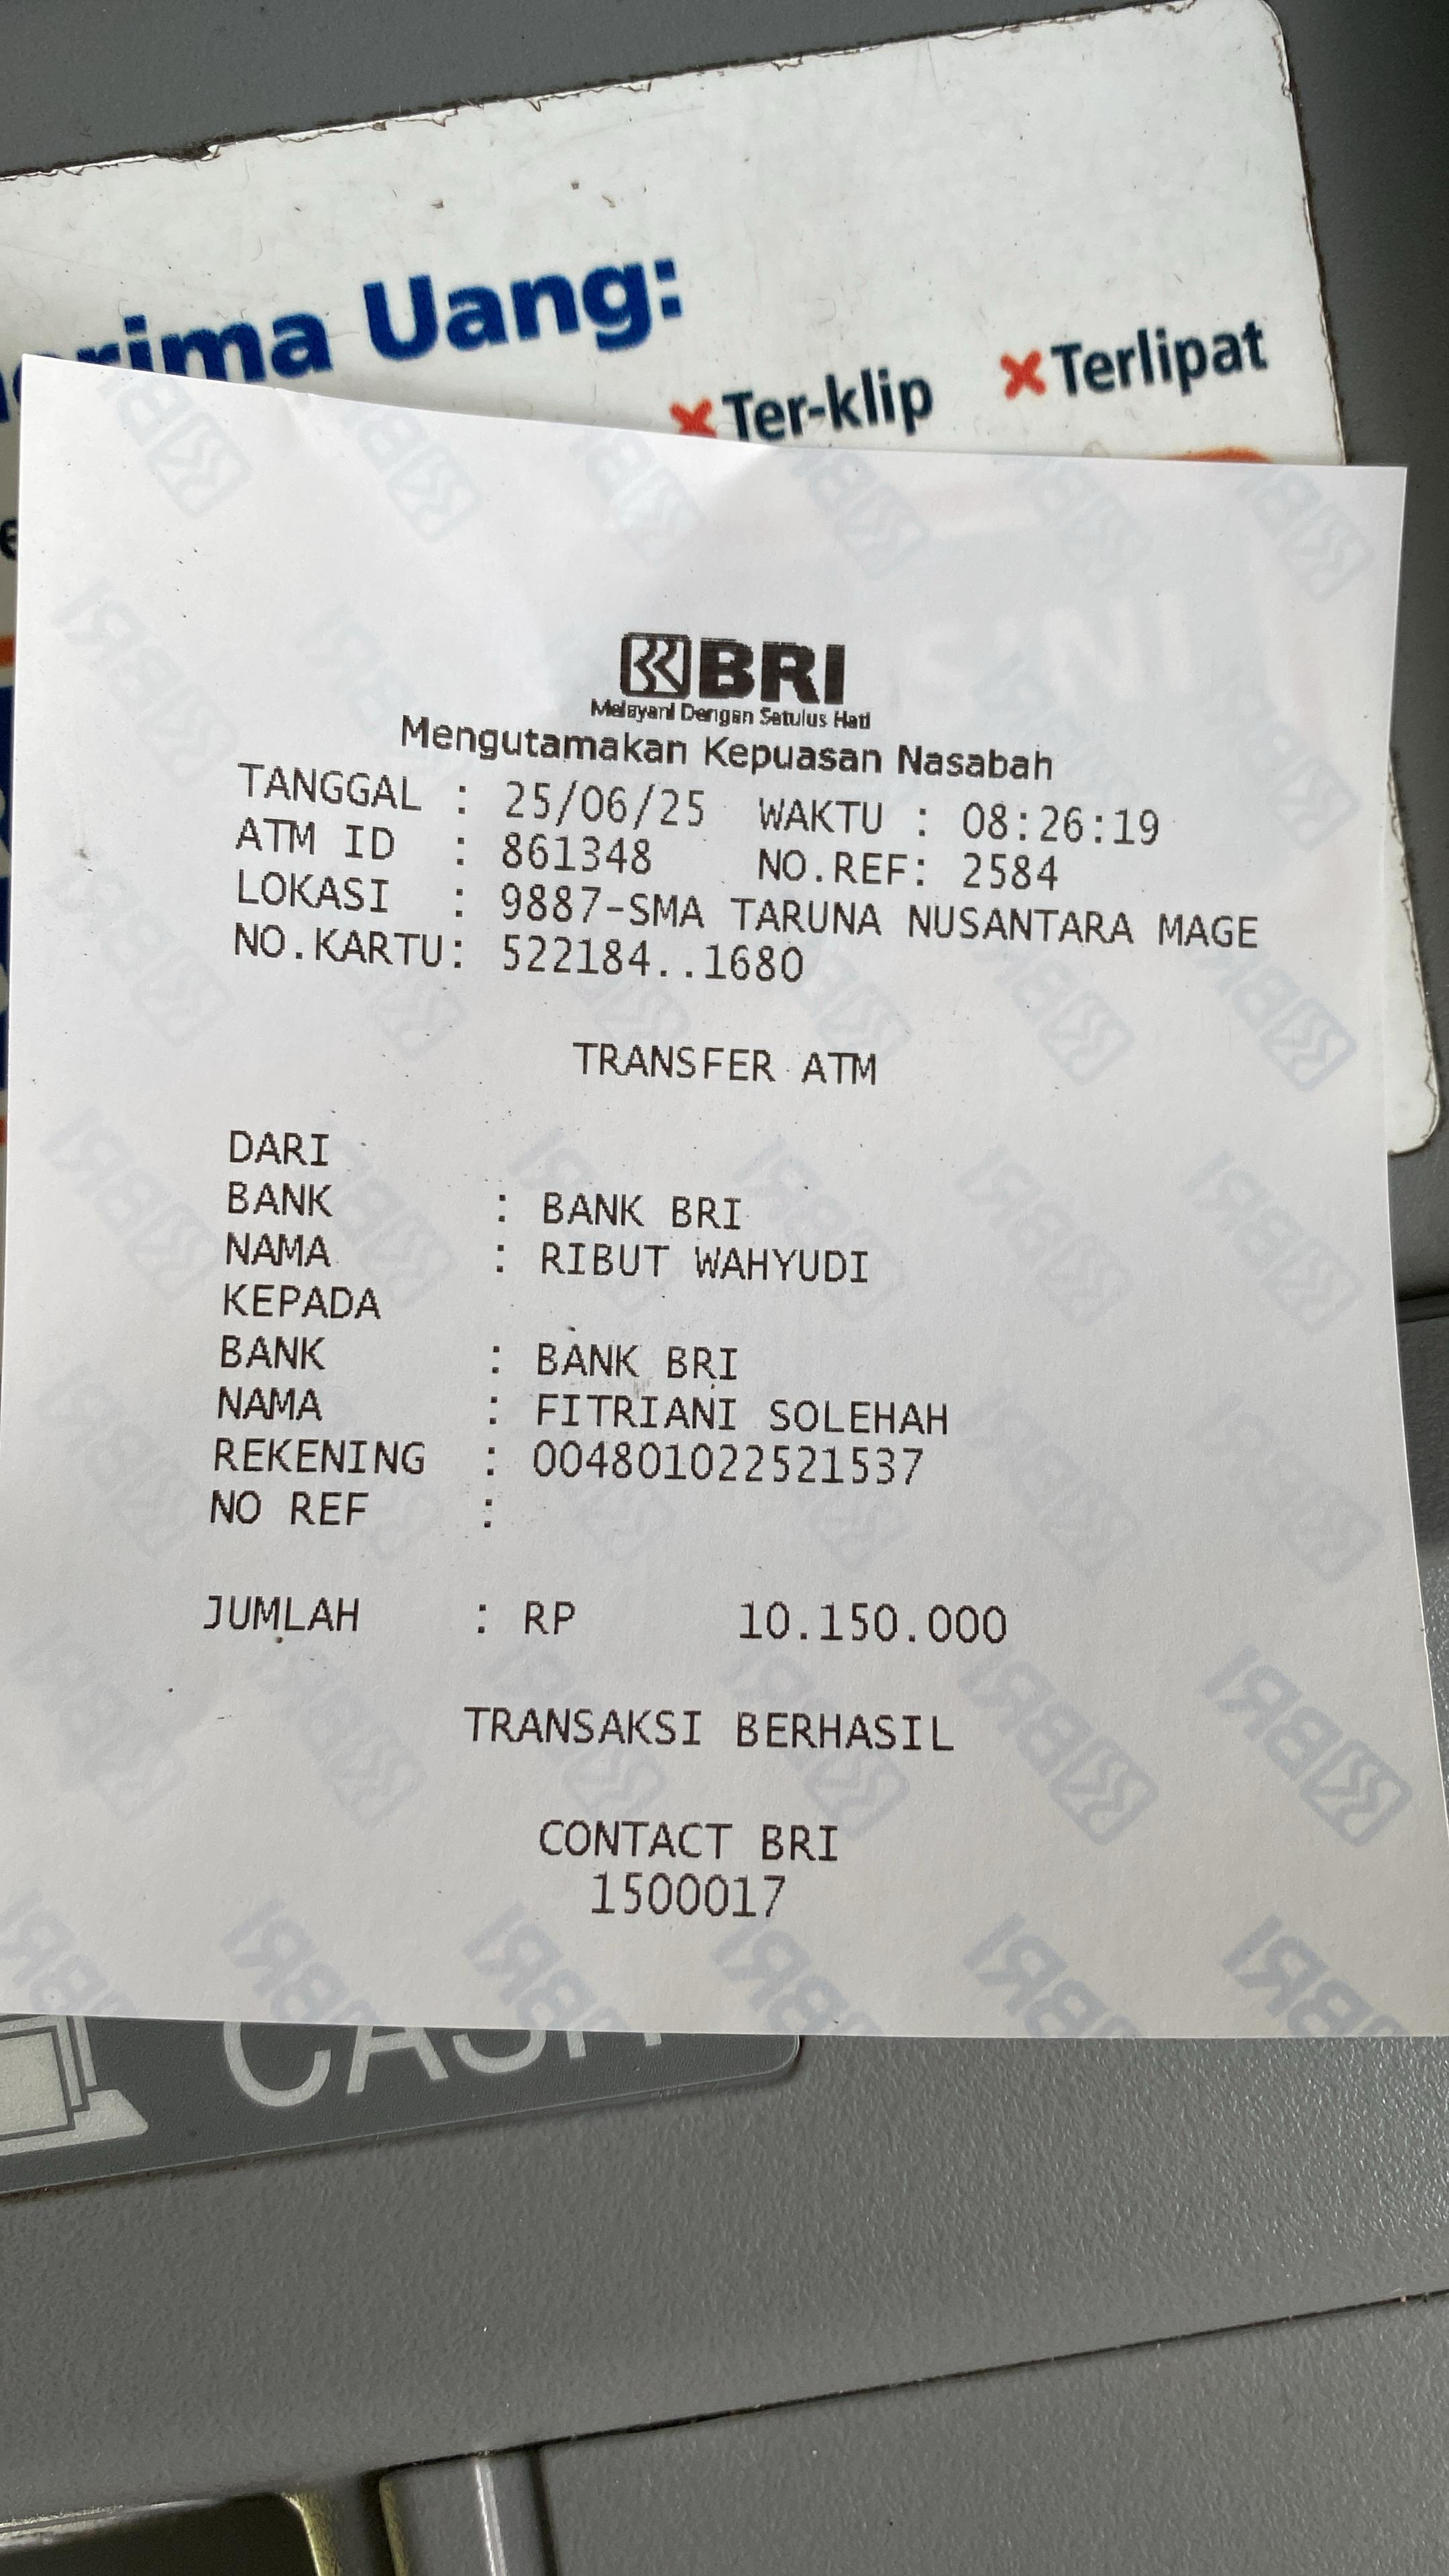 erima Uang:
Ter-klip
Terlipat
BRI
Melayani Dengan Setulus Hati
Mengutamakan Kepuasan Nasabah
TANGGAL : 25/06/25 WAKTU : 08:26:19
ATM ID : 861348 NO.REF: 2584
LOKASI : 9887-SMA TARUNA NUSANTARA MAGE
NO.KARTU: 522184..1680
TRANSFER ATM
DARI
BANK : BANK BRI
NAMA : RIBUT WAHYUDI
KEPADA
BANK : BANK BRI
NAMA : FITRIANI SOLEHAH
REKENING : 004801022521537
NO REF :
JUMLAH : RP 10.150.000
TRANSAKSI BERHASIL
CONTACT BRI
1500017
CASH